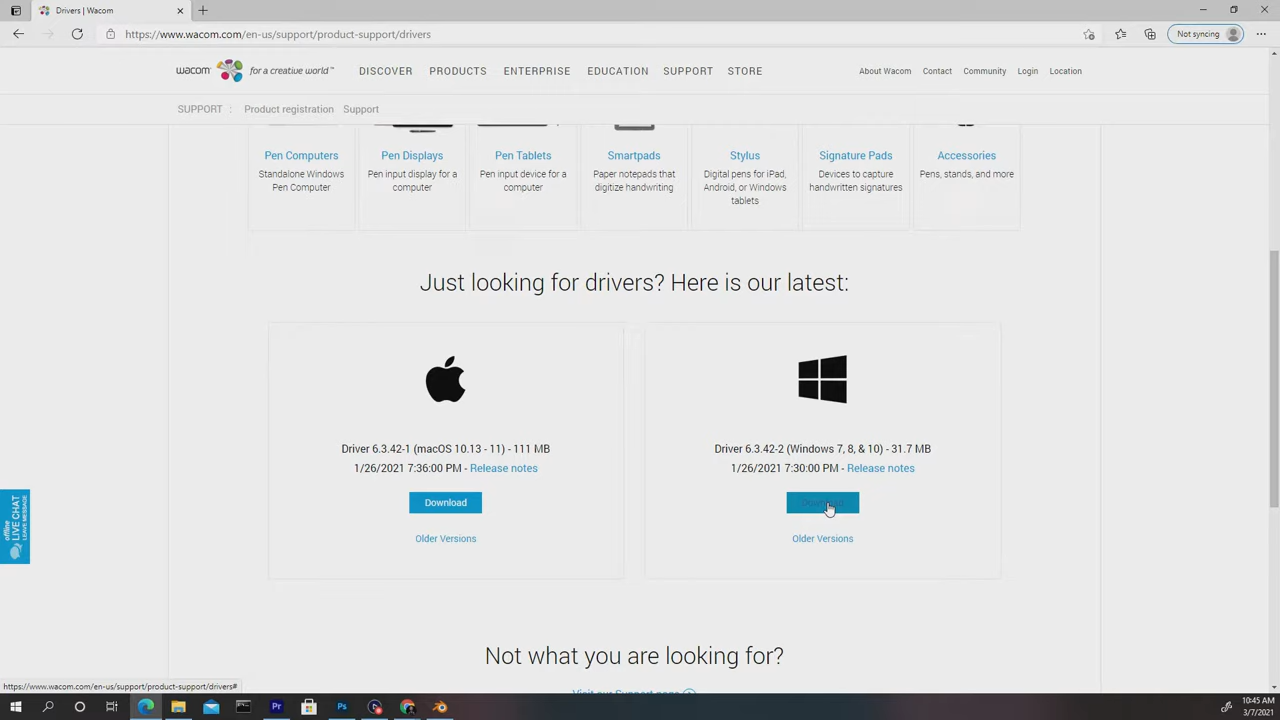 Drivers | Wacom
https://www.wacom.com/en-us/support/product-support/drivers
Not syncing
wacom for a creative world™
DISCOVER PRODUCTS ENTERPRISE EDUCATION SUPPORT STORE
About Wacom Contact Community Login Location
SUPPORT : Product registration Support
Pen Computers
Standalone Windows
Pen Computer
Pen Displays
Pen input display for a
computer
Pen Tablets
Pen input device for a
computer
Smartpads
Paper notepads that
digitize handwriting
Stylus
Digital pens for iPad,
Android, or Windows
tablets
Signature Pads
Devices to capture
handwritten signatures
Accessories
Pens, stands, and more
Just looking for drivers? Here is our latest:
Driver 6.3.42-1 (macOS 10.13 - 11) - 111 MB
1/26/2021 7:36:00 PM - Release notes
Download
Older Versions
Driver 6.3.42-2 (Windows 7, 8, & 10) - 31.7 MB
1/26/2021 7:30:00 PM - Release notes
Download
Older Versions
offline
LIVE CHAT
LEAVE MESSAGE
Not what you are looking for?
Visit our Support page
https://www.wacom.com/en-us/support/product-support/drivers#
Pr
Ps
10:45 AM
3/7/2021